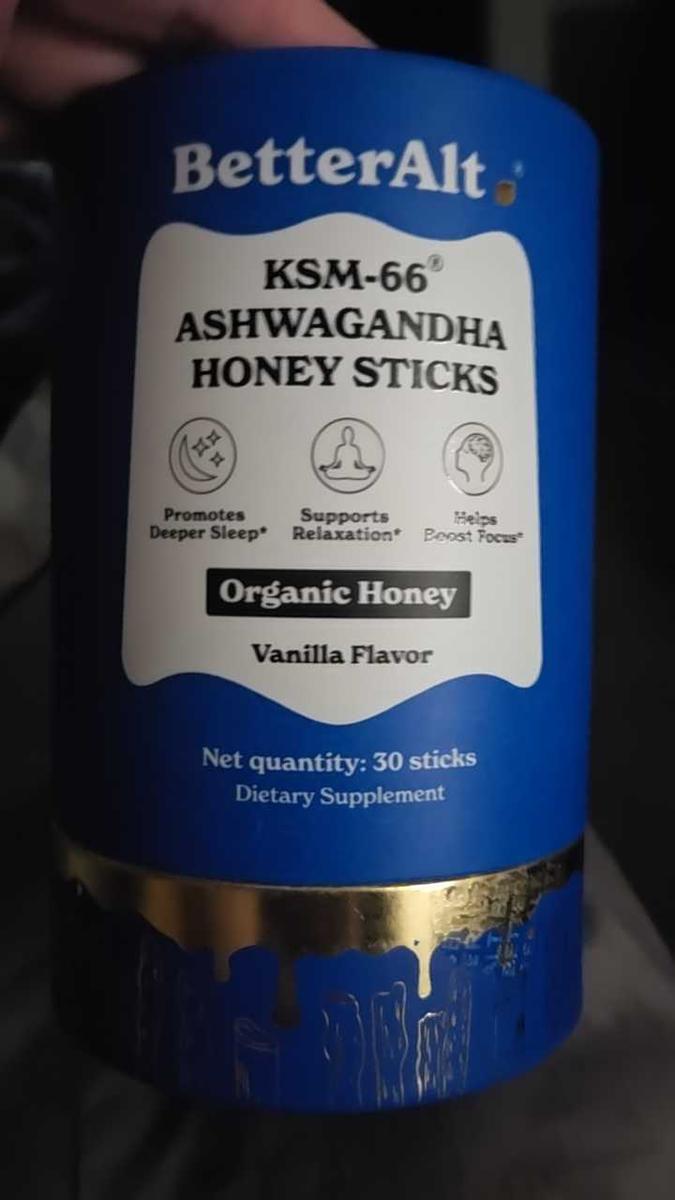 BetterAlt
KSM-66®
ASHWAGANDHA
HONEY STICKS
Promotes
Deeper Sleep*
Supports
Relaxation*
Helps
Boost Focus*
Organic Honey
Vanilla Flavor
Net quantity: 30 sticks
Dietary Supplement